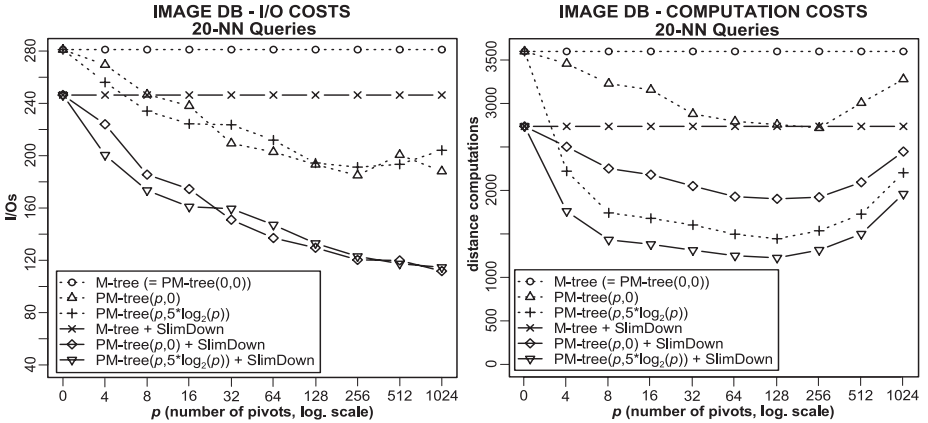 IMAGE DB - I/O COSTS
20-NN Queries
I/Os
280
240
200
160
120
80
40
M-tree (= PM-tree(0,0))
PM-tree(p,0)
PM-tree(p,5*log₂(p))
M-tree + SlimDown
PM-tree(p,0) + SlimDown
PM-tree(p,5*log₂(p)) + SlimDown
0 4 8 16 32 64 128 256 512 1024
p (number of pivots, log. scale)
IMAGE DB - COMPUTATION COSTS
20-NN Queries
distance computations
3500
3000
2000
1000
500
0
M-tree (= PM-tree(0,0))
PM-tree(p,0)
PM-tree(p,5*log₂(p))
M-tree + SlimDown
PM-tree(p,0) + SlimDown
PM-tree(p,5*log₂(p)) + SlimDown
0 4 8 16 32 64 128 256 512 1024
p (number of pivots, log. scale)